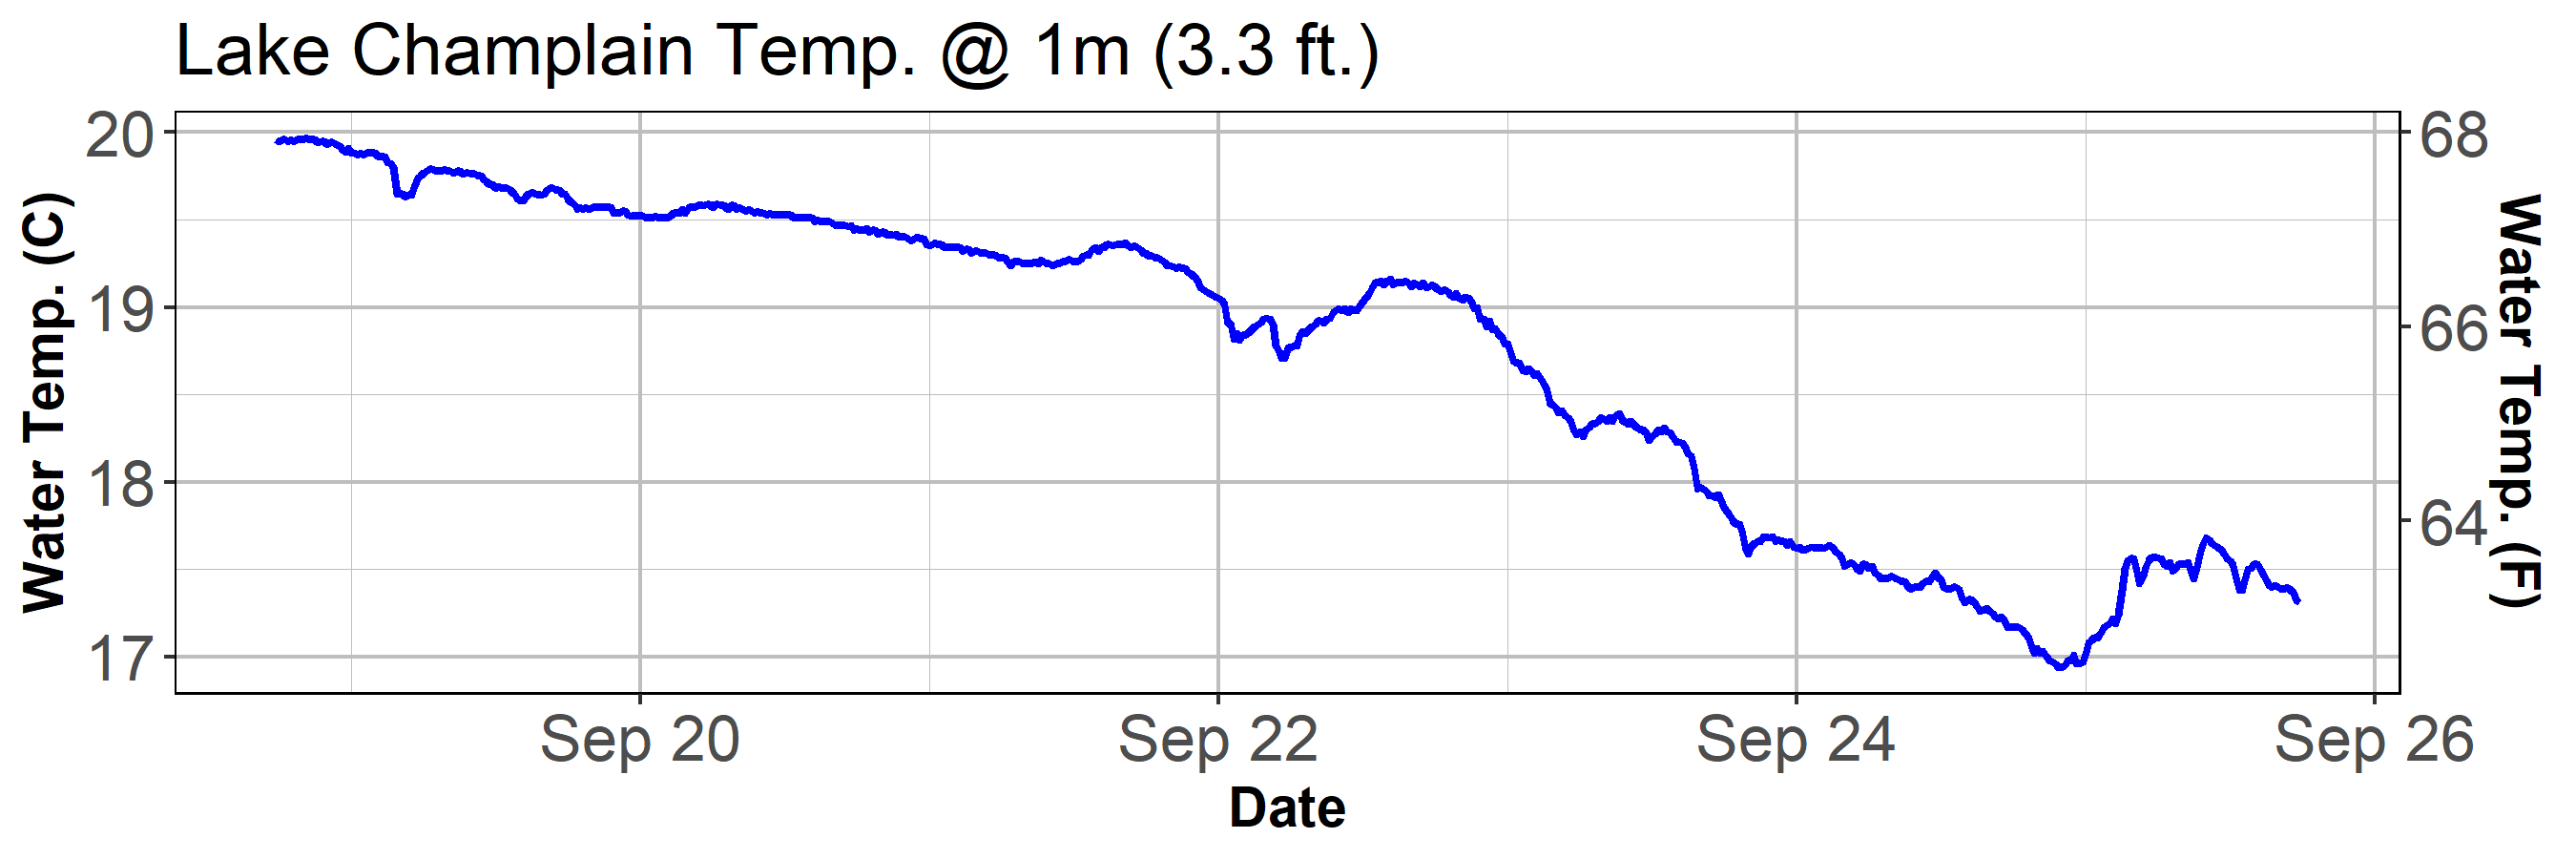 Lake Champlain Temp. @ 1m (3.3 ft.)
Water Temp. (C)
20
19
18
17
68
66
64
Water Temp. (F)
Sep 20
Sep 22
Sep 24
Sep 26
Date